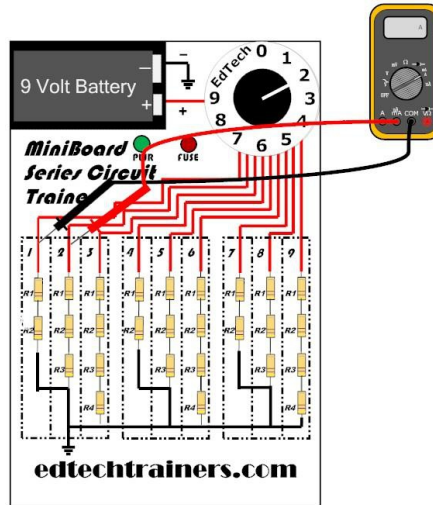 A
9 Volt Battery
−
+
−
+
EdTech
0
1
2
3
4
5
6
7
8
9
A mA COM VΩ
OFF
MiniBoard
Series Circuit
Traine
PWR FUSE
1 2 3 4 5 6 7 8 9
R1 R1 R1 R1 R1 R1 R1 R1 R1
R2 R2 R2 R2 R2 R2 R2 R2 R2
R3 R3 R3 R3 R3 R3
R4 R4 R4
edtechtrainers.com